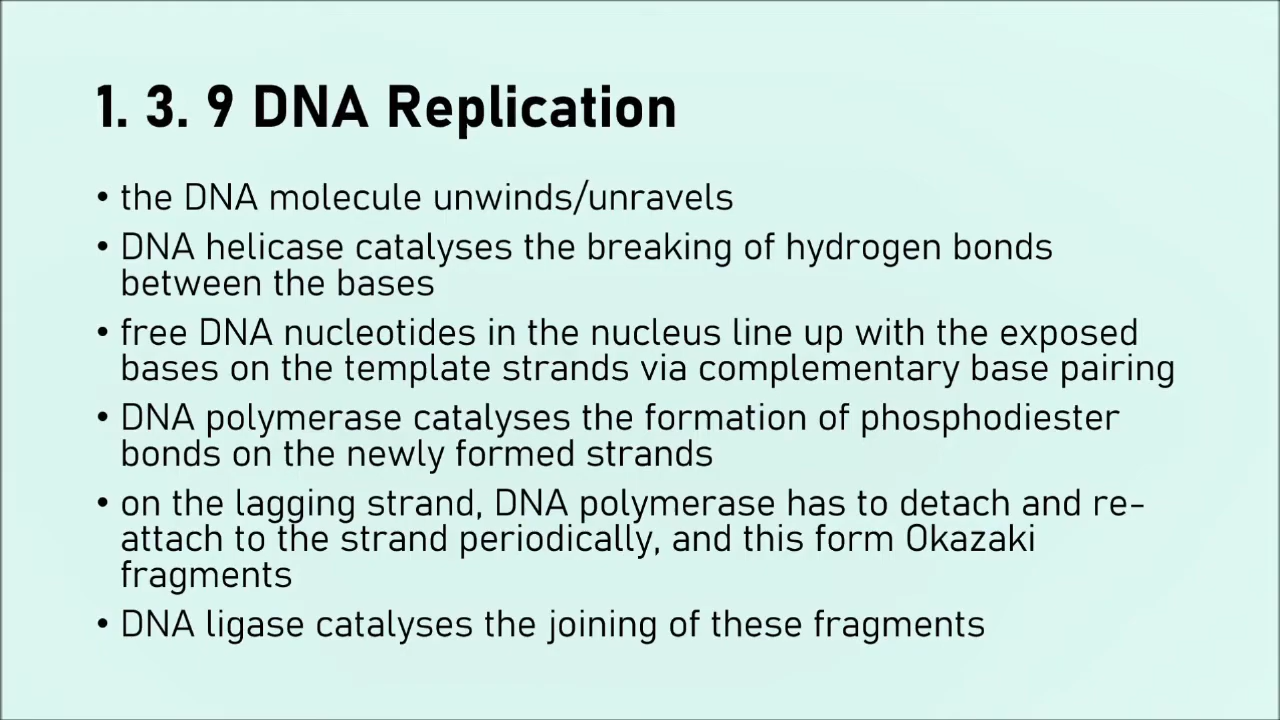 1. 3. 9 DNA Replication
• the DNA molecule unwinds/unravels
• DNA helicase catalyses the breaking of hydrogen bonds
between the bases
• free DNA nucleotides in the nucleus line up with the exposed
bases on the template strands via complementary base pairing
• DNA polymerase catalyses the formation of phosphodiester
bonds on the newly formed strands
• on the lagging strand, DNA polymerase has to detach and re-
attach to the strand periodically, and this form Okazaki
fragments
• DNA ligase catalyses the joining of these fragments